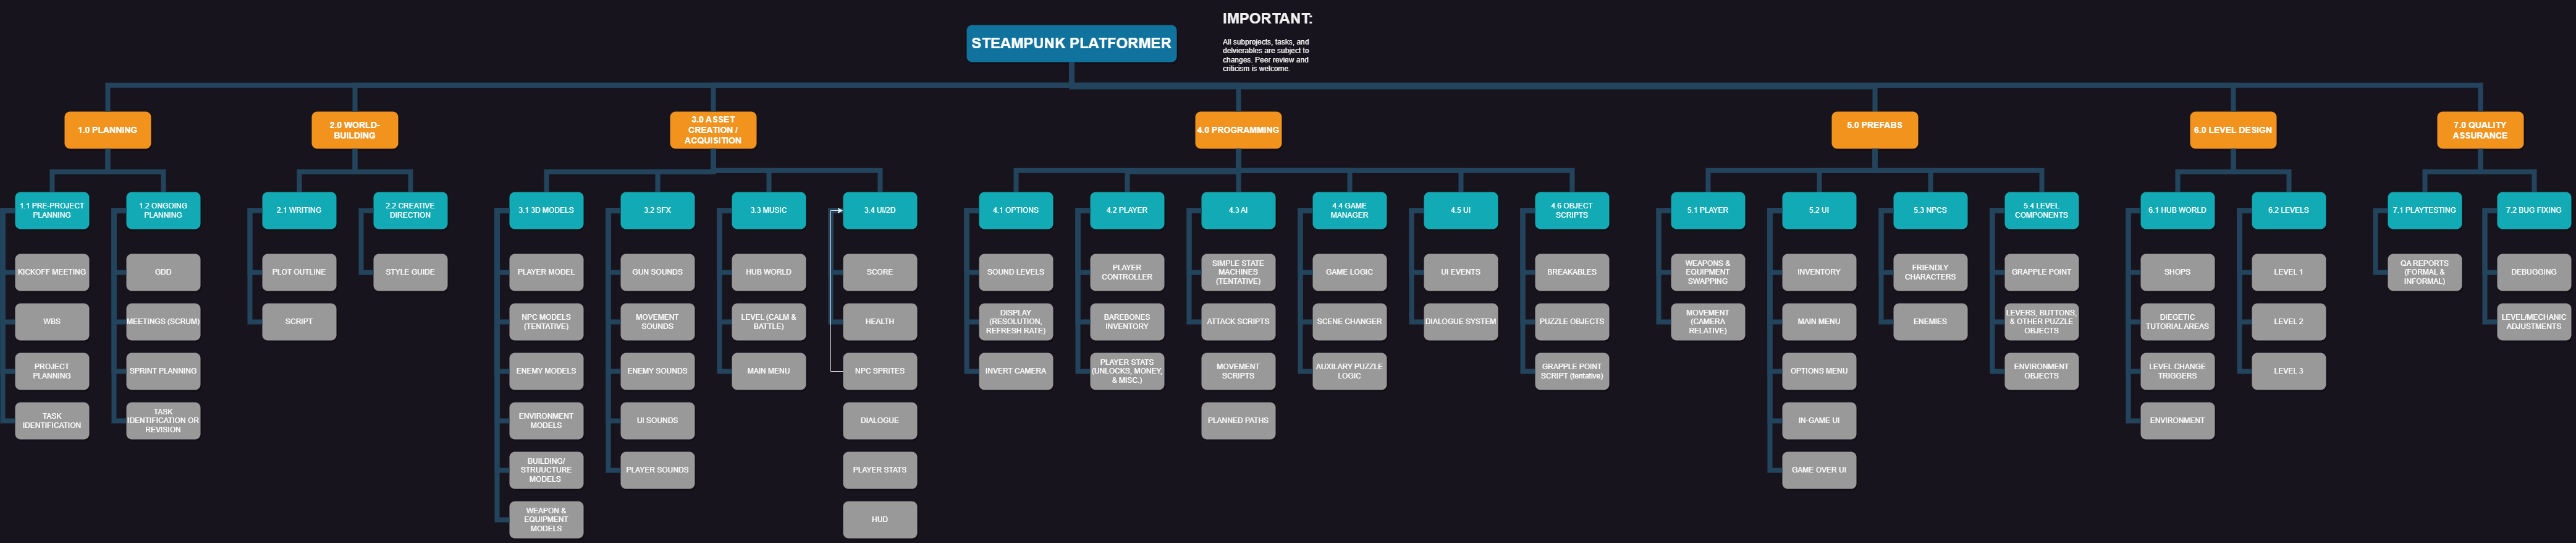 IMPORTANT:
STEAMPUNK PLATFORMER
All subprojects, tasks, and
delvierables are subject to
changes. Peer review and
criticism is welcome.
1.0 PLANNING
2.0 WORLD-
BUILDING
3.0 ASSET
CREATION /
ACQUISITION
4.0 PROGRAMMING
5.0 PREFABS
6.0 LEVEL DESIGN
7.0 QUALITY
ASSURANCE
1.1 PRE-PROJECT
PLANNING
KICKOFF MEETING
WBS
PROJECT
PLANNING
TASK
IDENTIFICATION
1.2 ONGOING
PLANNING
GDD
MEETINGS (SCRUM)
SPRINT PLANNING
TASK
IDENTIFICATION OR
REVISION
2.1 WRITING
PLOT OUTLINE
SCRIPT
2.2 CREATIVE
DIRECTION
STYLE GUIDE
3.1 3D MODELS
PLAYER MODEL
NPC MODELS
(TENTATIVE)
ENEMY MODELS
ENVIRONMENT
MODELS
BUILDING/
STRUUCTURE
MODELS
WEAPON &
EQUIPMENT
MODELS
3.2 SFX
GUN SOUNDS
MOVEMENT
SOUNDS
ENEMY SOUNDS
UI SOUNDS
PLAYER SOUNDS
3.3 MUSIC
HUB WORLD
LEVEL (CALM &
BATTLE)
MAIN MENU
3.4 UI/2D
SCORE
HEALTH
NPC SPRITES
DIALOGUE
PLAYER STATS
HUD
4.1 OPTIONS
SOUND LEVELS
DISPLAY
(RESOLUTION,
REFRESH RATE)
INVERT CAMERA
4.2 PLAYER
PLAYER
CONTROLLER
BAREBONES
INVENTORY
PLAYER STATS
(UNLOCKS, MONEY,
& MISC.)
4.3 AI
SIMPLE STATE
MACHINES
(TENTATIVE)
ATTACK SCRIPTS
MOVEMENT
SCRIPTS
PLANNED PATHS
4.4 GAME
MANAGER
GAME LOGIC
SCENE CHANGER
AUXILARY PUZZLE
LOGIC
4.5 UI
UI EVENTS
DIALOGUE SYSTEM
4.6 OBJECT
SCRIPTS
BREAKABLES
PUZZLE OBJECTS
GRAPPLE POINT
SCRIPT (tentative)
5.1 PLAYER
WEAPONS &
EQUIPMENT
SWAPPING
MOVEMENT
(CAMERA
RELATIVE)
5.2 UI
INVENTORY
MAIN MENU
OPTIONS MENU
IN-GAME UI
GAME OVER UI
5.3 NPCS
FRIENDLY
CHARACTERS
ENEMIES
5.4 LEVEL
COMPONENTS
GRAPPLE POINT
LEVERS, BUTTONS,
& OTHER PUZZLE
OBJECTS
ENVIRONMENT
OBJECTS
6.1 HUB WORLD
SHOPS
DIEGETIC
TUTORIAL AREAS
LEVEL CHANGE
TRIGGERS
ENVIRONMENT
6.2 LEVELS
LEVEL 1
LEVEL 2
LEVEL 3
7.1 PLAYTESTING
QA REPORTS
(FORMAL &
INFORMAL)
7.2 BUG FIXING
DEBUGGING
LEVEL/MECHANIC
ADJUSTMENTS